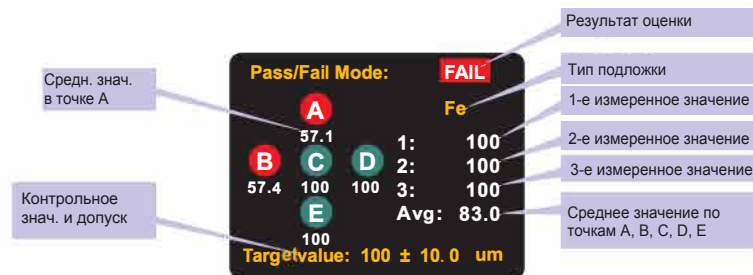 Результат оценки
Pass/Fail Mode: FAIL
Средн. знач.
в точке A
Тип подложки
A
Fe
1-е измеренное значение
57.1
1: 100
2-е измеренное значение
B C D
2: 100
57.4 100 100
3-е измеренное значение
3: 100
Контрольное
знач. и допуск
E
Avg: 83.0
Среднее значение по
точкам A, B, C, D, E
100
Targetvalue: 100 ± 10.0 um